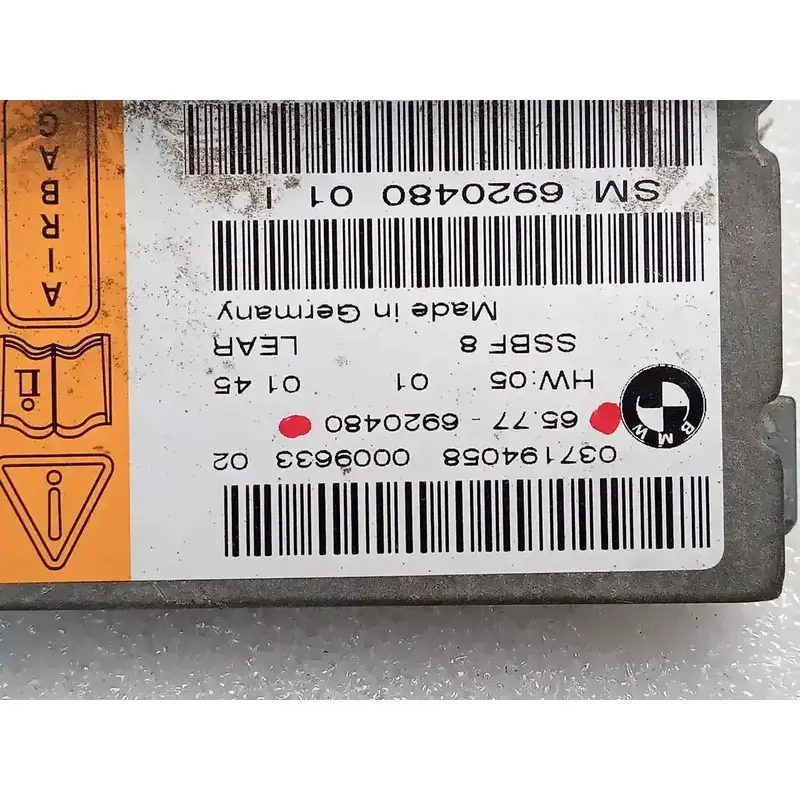 037194058 0009633 02
65.77 - 6920480
BMW
HW:05 01 01 45
SSBF 8 LEAR
Made in Germany
SM 6920480 01 I
AIRBAG
i
i